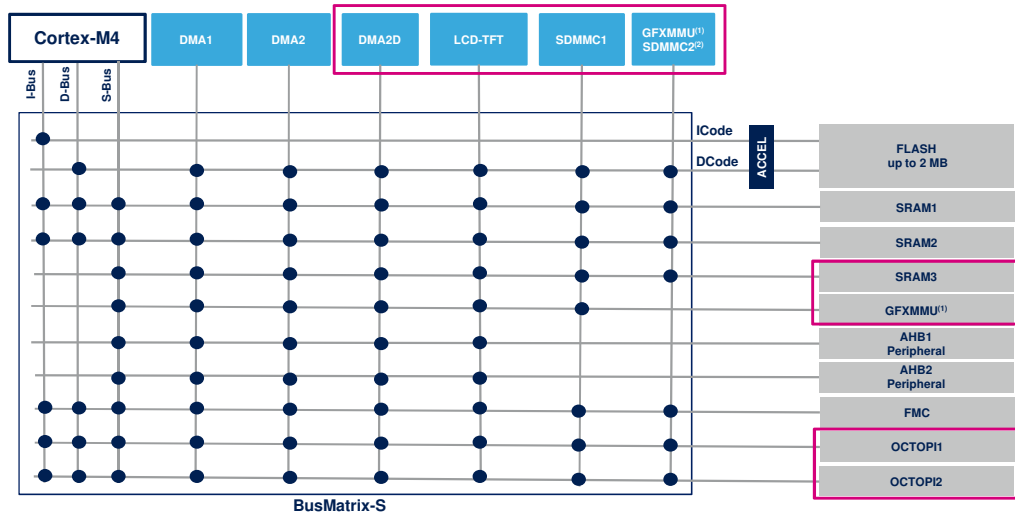 Cortex-M4
DMA1
DMA2
DMA2D
LCD-TFT
SDMMC1
GFXMMU(1)
SDMMC2(2)
I-Bus
D-Bus
S-Bus
ICode
DCode
ACCEL
FLASH
up to 2 MB
SRAM1
SRAM2
SRAM3
GFXMMU(1)
AHB1
Peripheral
AHB2
Peripheral
FMC
OCTOPI1
OCTOPI2
BusMatrix-S